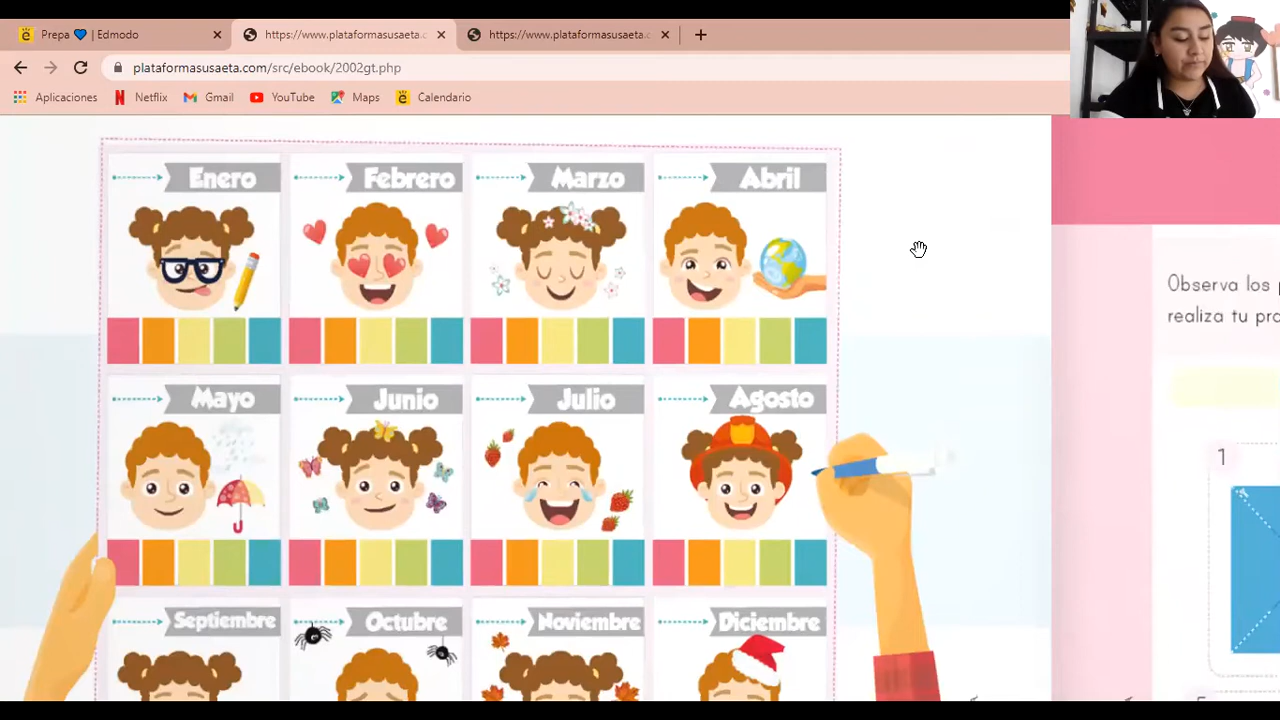 Prepa 💙 | Edmodo
https://www.plataformasusaeta.c
https://www.plataformasusaeta.c
plataformasusaeta.com/src/ebook/2002gt.php
Aplicaciones Netflix Gmail YouTube Maps Calendario
Enero Febrero Marzo Abril
Observa los
realiza tu
Mayo Junio Julio Agosto
1
Septiembre Octubre Noviembre Diciembre